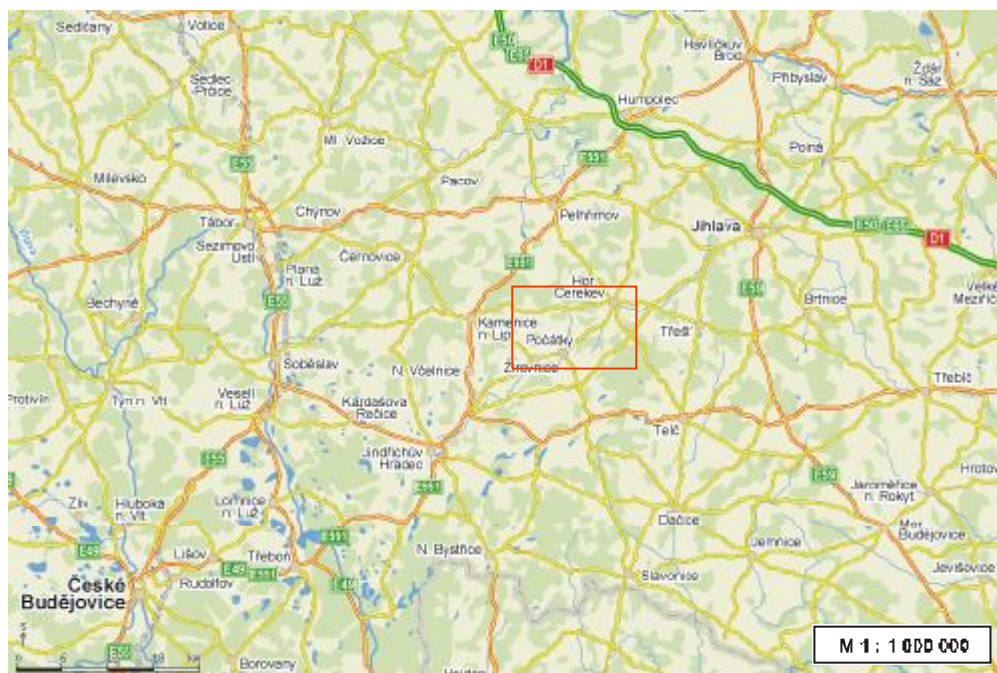 Sedlčany
Votice
E50
E65
D1
Havlíčkův
Brod
Přibyslav
Žďár
n. Sáz.
Sedlec
-Prčice
Humpolec
Ml. Vožice
E55
E551
Polná
Milevsko
Pacov
Chýnov
Tábor
Pelhřimov
Jihlava
E50
E65
D1
Sezimovo
Ústí
Planá
n. Luž.
Černovice
E551
Hor.
Cerekev
E59
Velké
Meziříč
Bechyně
E55
Brtnice
Kamenice
n. Lip.
Počátky
Třešť
Soběslav
N. Včelnice
Žirovnice
Třebíč
Protivín
Týn n. Vlt.
Veselí
n. Luž.
Kardašova
Řečice
Telč
Jindřichův
Hradec
E55
E551
E59
Hrotov
Zliv
Hluboká
n. Vlt.
Lomnice
n. Luž.
Jaroměřice
n. Rokyt.
Dačice
Mor.
Budějovice
E49
E551
Lišov
Třeboň
N. Bystřice
Jemnice
České
Budějovice
Rudolfov
E49
E551
E49
Slavonice
Jevišovice
E55
Borovany
M 1 : 1 000 000